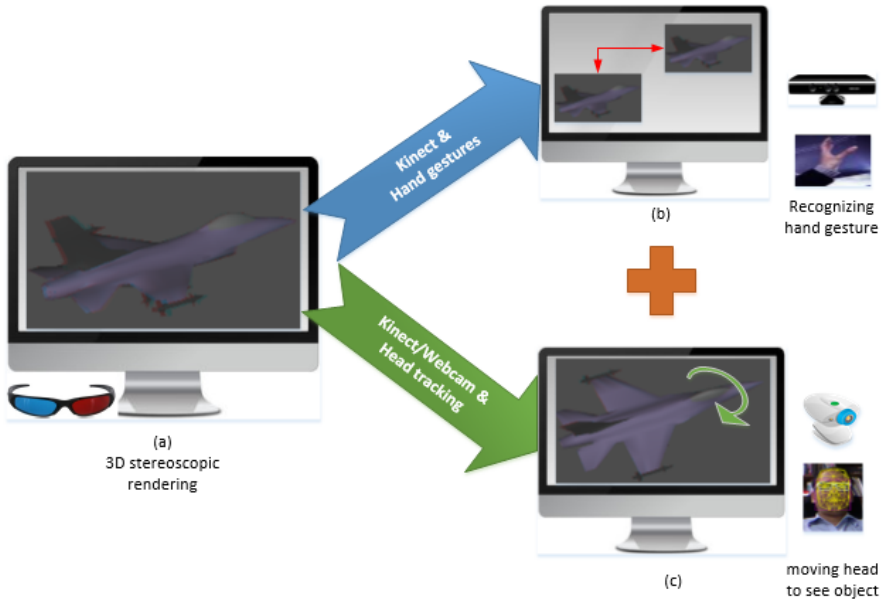 Kinect &
Hand gestures
(b)
Recognizing
hand gesture
Kinect/Webcam &
Head tracking
(a)
3D stereoscopic
rendering
(c)
moving head
to see object